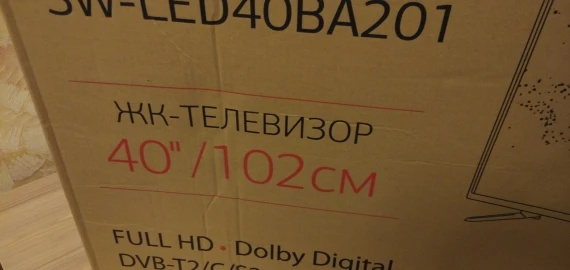 SW-LED40BA201
ЖК-ТЕЛЕВИЗОР
40"/102см
FULL HD • Dolby Digital